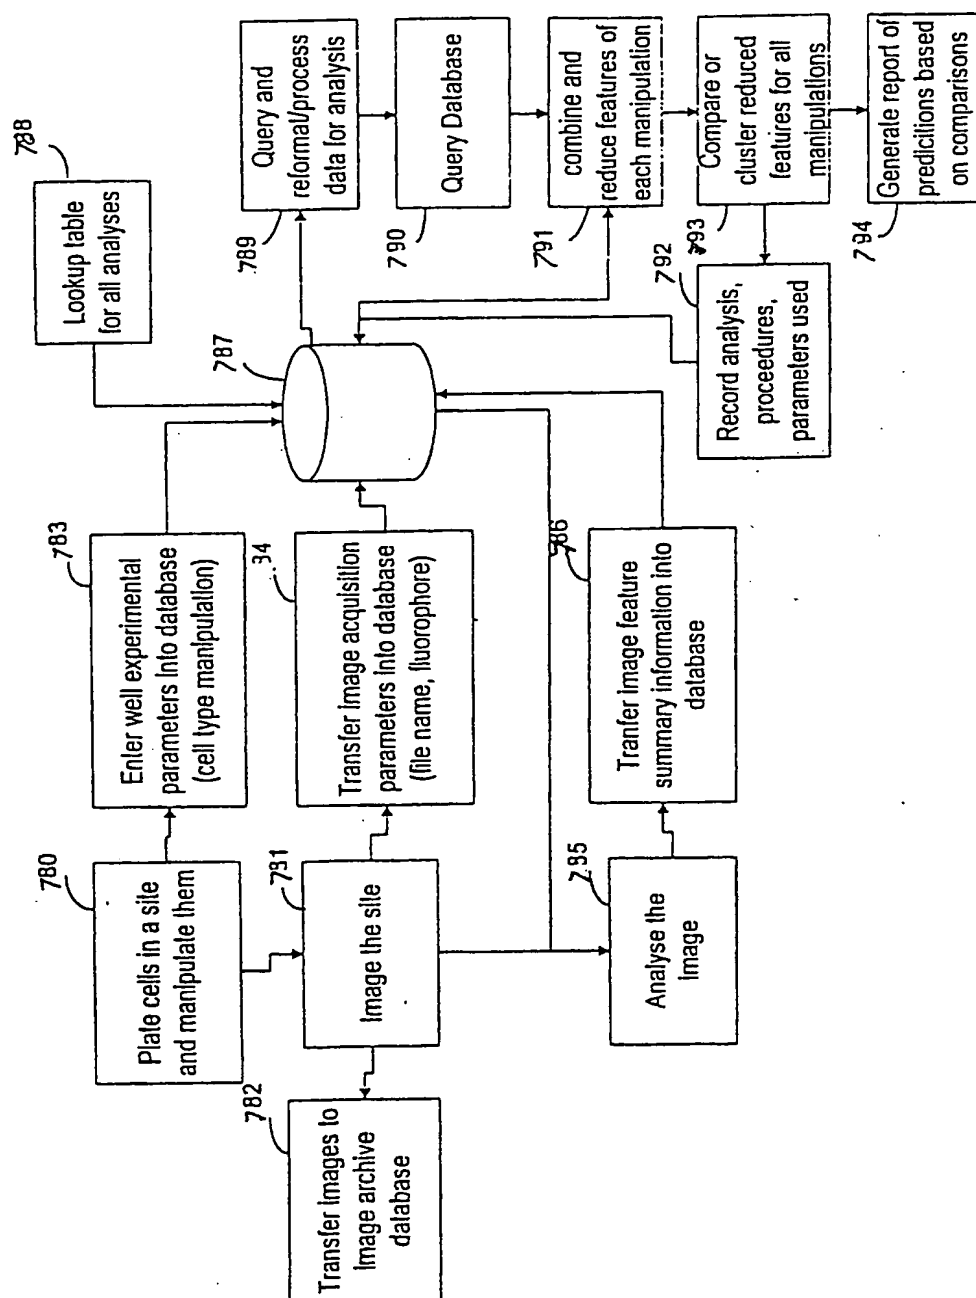 780
Plate cells in a site
and manipulate them
783
Enter well experimental
parameters into database
(cell type manipulation)
788
Lookup table
for all analyses
782
Transfer images to
image archive
database
781
Image the site
.34
Transfer image acquisition
parameters into database
(file name, fluorophore)
787
785
Analyse the
image
786
Tranfer image feature
summary information into
database
789
Query and
reformal/process
data for analysis
790
Query Database
791
combine and
reduce features of
each manipulation
792
Record analysis,
proceedures,
parameters used
793
Compare or
cluster reduced
features for all
manipulations
794
Generate report of
predicitions based
on comparisons